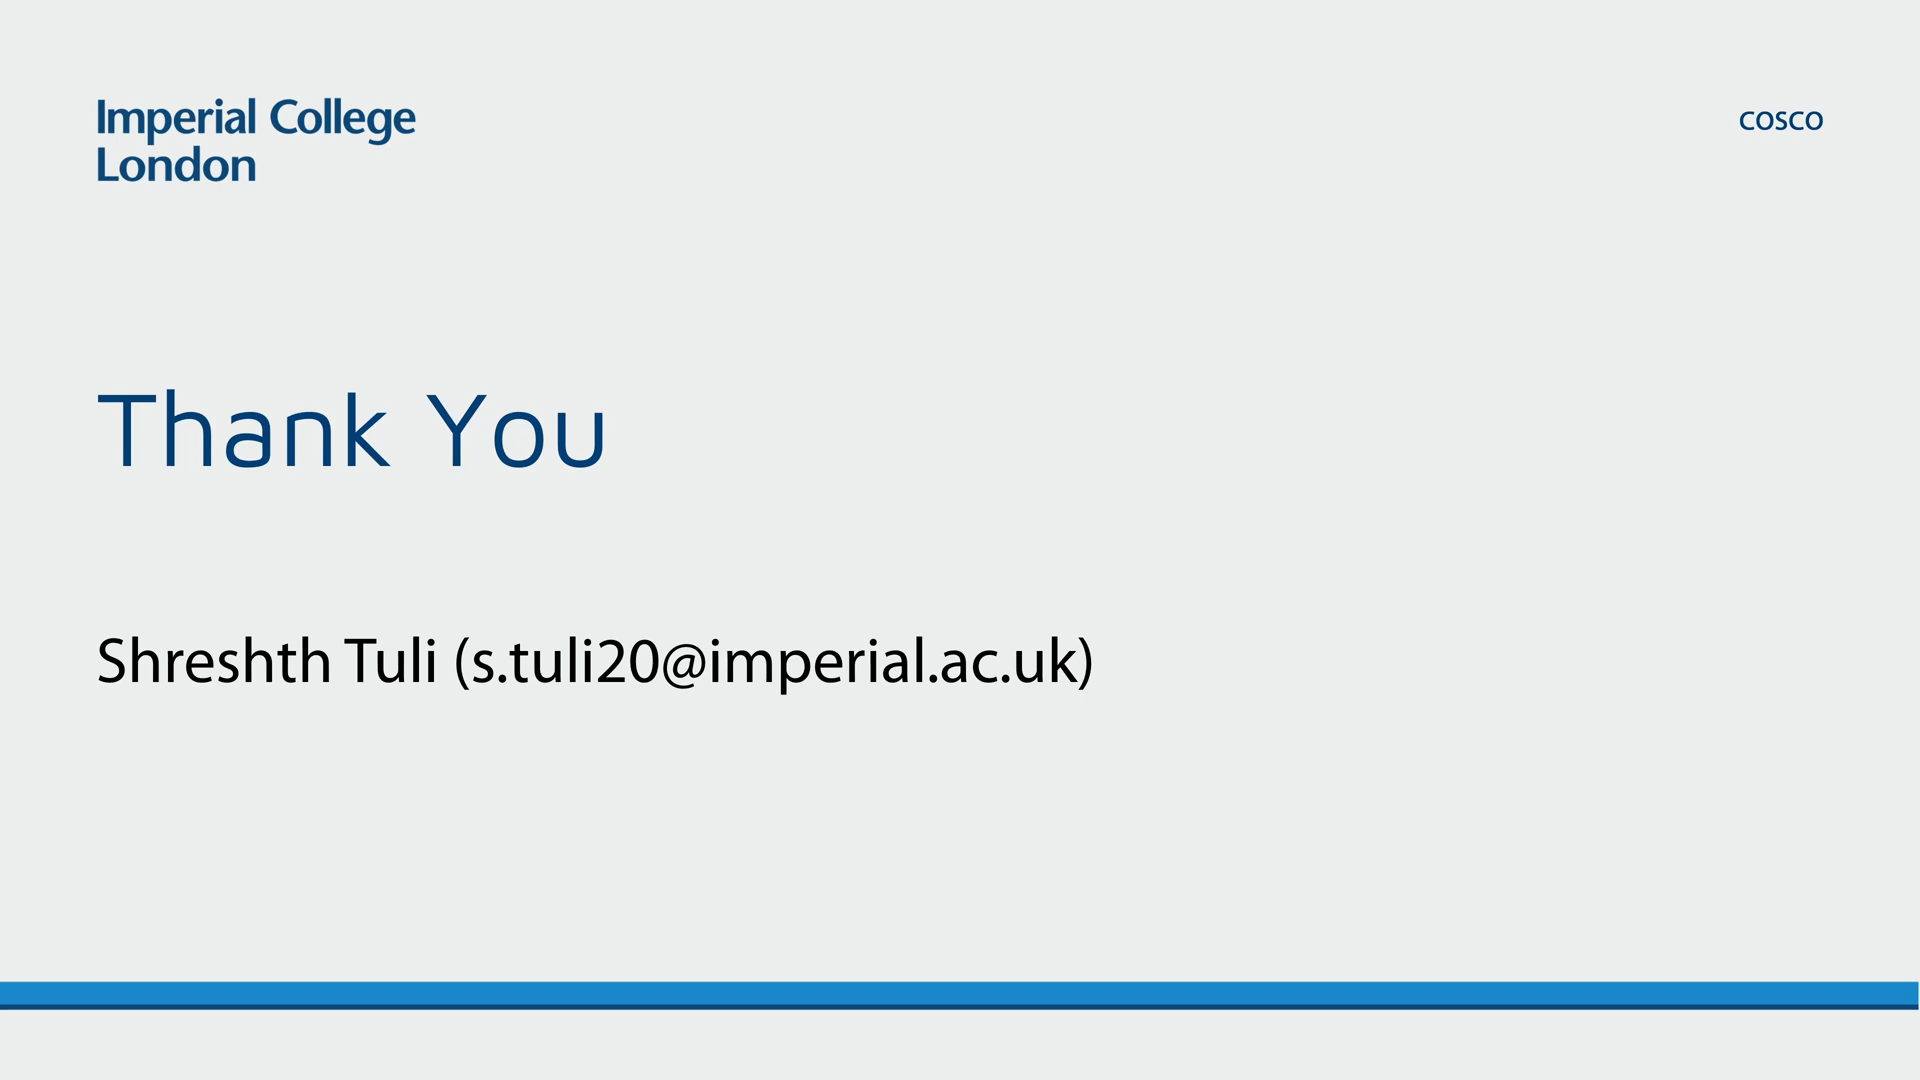 Imperial College
London
COSCO
Thank You
Shreshth Tuli (s.tuli20@imperial.ac.uk)